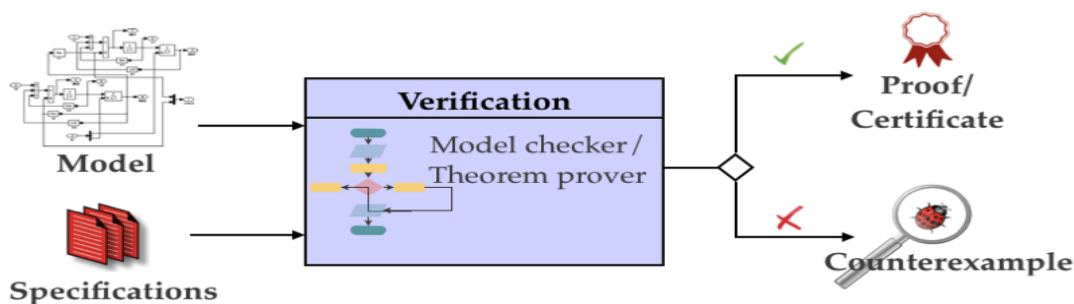 Model
Specifications
Verification
Model checker /
Theorem prover
Proof/
Certificate
Counterexample